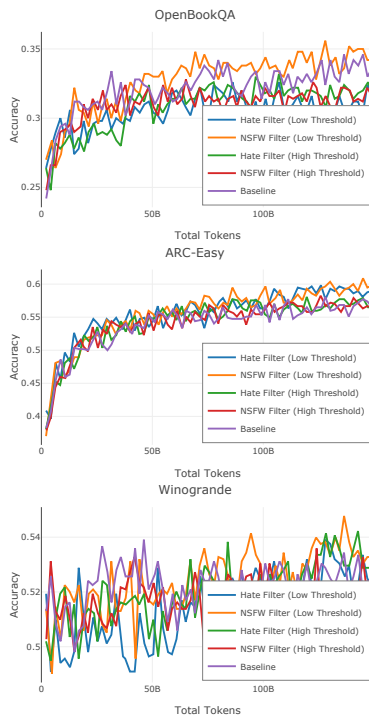 OpenBookQA
0.35
0.3
0.25
Accuracy
Hate Filter (Low Threshold)
NSFW Filter (Low Threshold)
Hate Filter (High Threshold)
NSFW Filter (High Threshold)
Baseline
0
50B
100B
Total Tokens
ARC-Easy
0.6
0.55
0.5
0.45
0.4
Accuracy
Hate Filter (Low Threshold)
NSFW Filter (Low Threshold)
Hate Filter (High Threshold)
NSFW Filter (High Threshold)
Baseline
0
50B
100B
Total Tokens
Winogrande
0.54
0.52
0.5
Accuracy
Hate Filter (Low Threshold)
NSFW Filter (Low Threshold)
Hate Filter (High Threshold)
NSFW Filter (High Threshold)
Baseline
0
50B
100B
Total Tokens